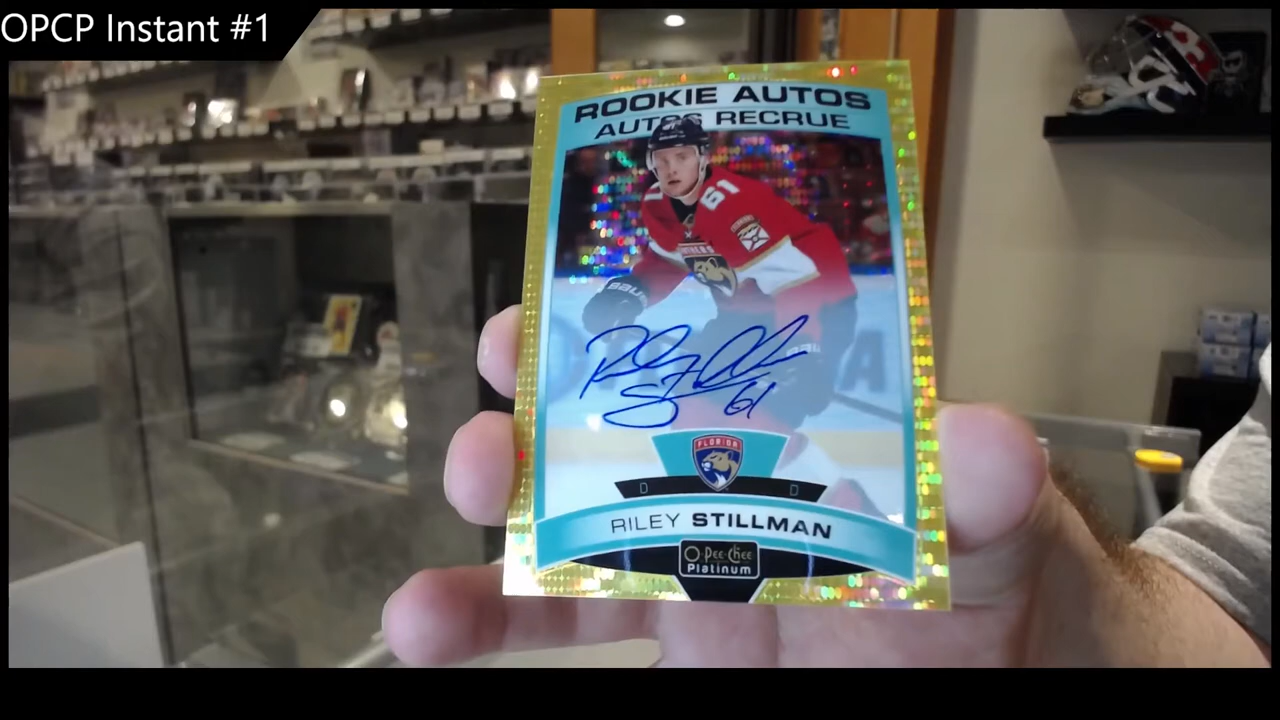 OPCP Instant #1
ROOKIE AUTOS
AUTOS RECRUE
61
FLORIDA
D D
RILEY STILLMAN
O-Pee-Chee
Platinum